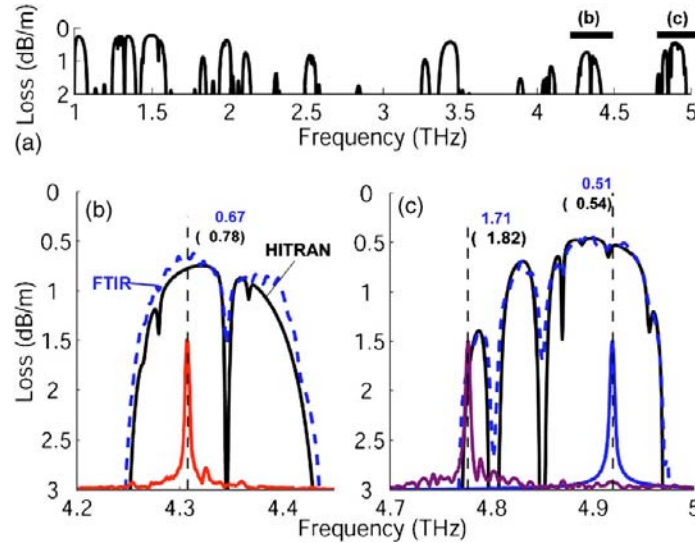 Loss (dB/m)
0
1
2
(b)
(c)
1 1.5 2 2.5 3 3.5 4 4.5 5
Frequency (THz)
(a)
Loss (dB/m)
0
0.5
1
1.5
2
2.5
3
(b)
0.67
( 0.78)
FTIR
HITRAN
4.2 4.3 4.4
0
0.5
1
1.5
2
2.5
3
(c)
0.51
( 0.54)
1.71
( 1.82)
4.7 4.8 4.9 5
Frequency (THz)